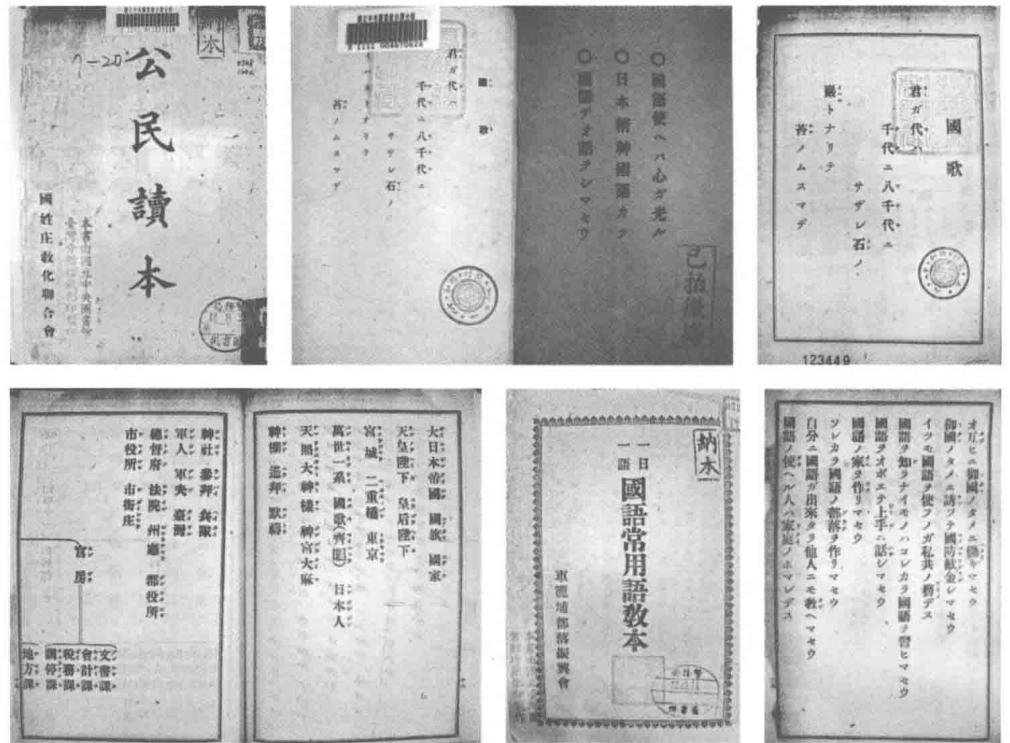 納本
9-20
公民讀本
國姓庄教化聯合會
國歌
君ガ代ハ
千代ニ八千代ニ
サザレ石ノ
苔ノムスマデ
○國語使ヘバ心ガ光ル
○日本精神國語カラ
○國語デオ話ヲシマセウ
國歌
君ガ代ハ
千代ニ八千代ニ
サザレ石ノ
巖トナリテ
苔ノムスマデ
123449
大日本帝國 國旗 國家
天皇陛下 皇后陛下
宮城 二重橋 東京
萬世一系 國歌齊唱 日本人
天照大神樣 神宮大麻
神棚 遙拜 默禱
神社 參拜 兵隊
軍人 軍夫 臺灣
總督府 法院 州廳 郡役所
市役所 市街庄
官房
文書課
會計課
稅務課
調停課
地方課
納本
一日一語
國語常用語教本
車籠埔部落振興會
オ互ヒニ御國ノタメニ働キマセウ
御國ノタメニ請フテ國防獻金シマセウ
イツモ國語ヲ使フノガ私共ノ務デス
國語ヲ知ラナイモノハコレカラ國語ヲ習ヒマセウ
國語ヲオボエテ上手ニ話シマセウ
國語ノ家ヲ作リマセウ
ソレカラ國語ノ部落ヲ作リマセウ
自分ニ國語ガ出來タラ他人ニモ教ヘマセウ
國語ノ使ヘル人ハ家庭ノホマレデス